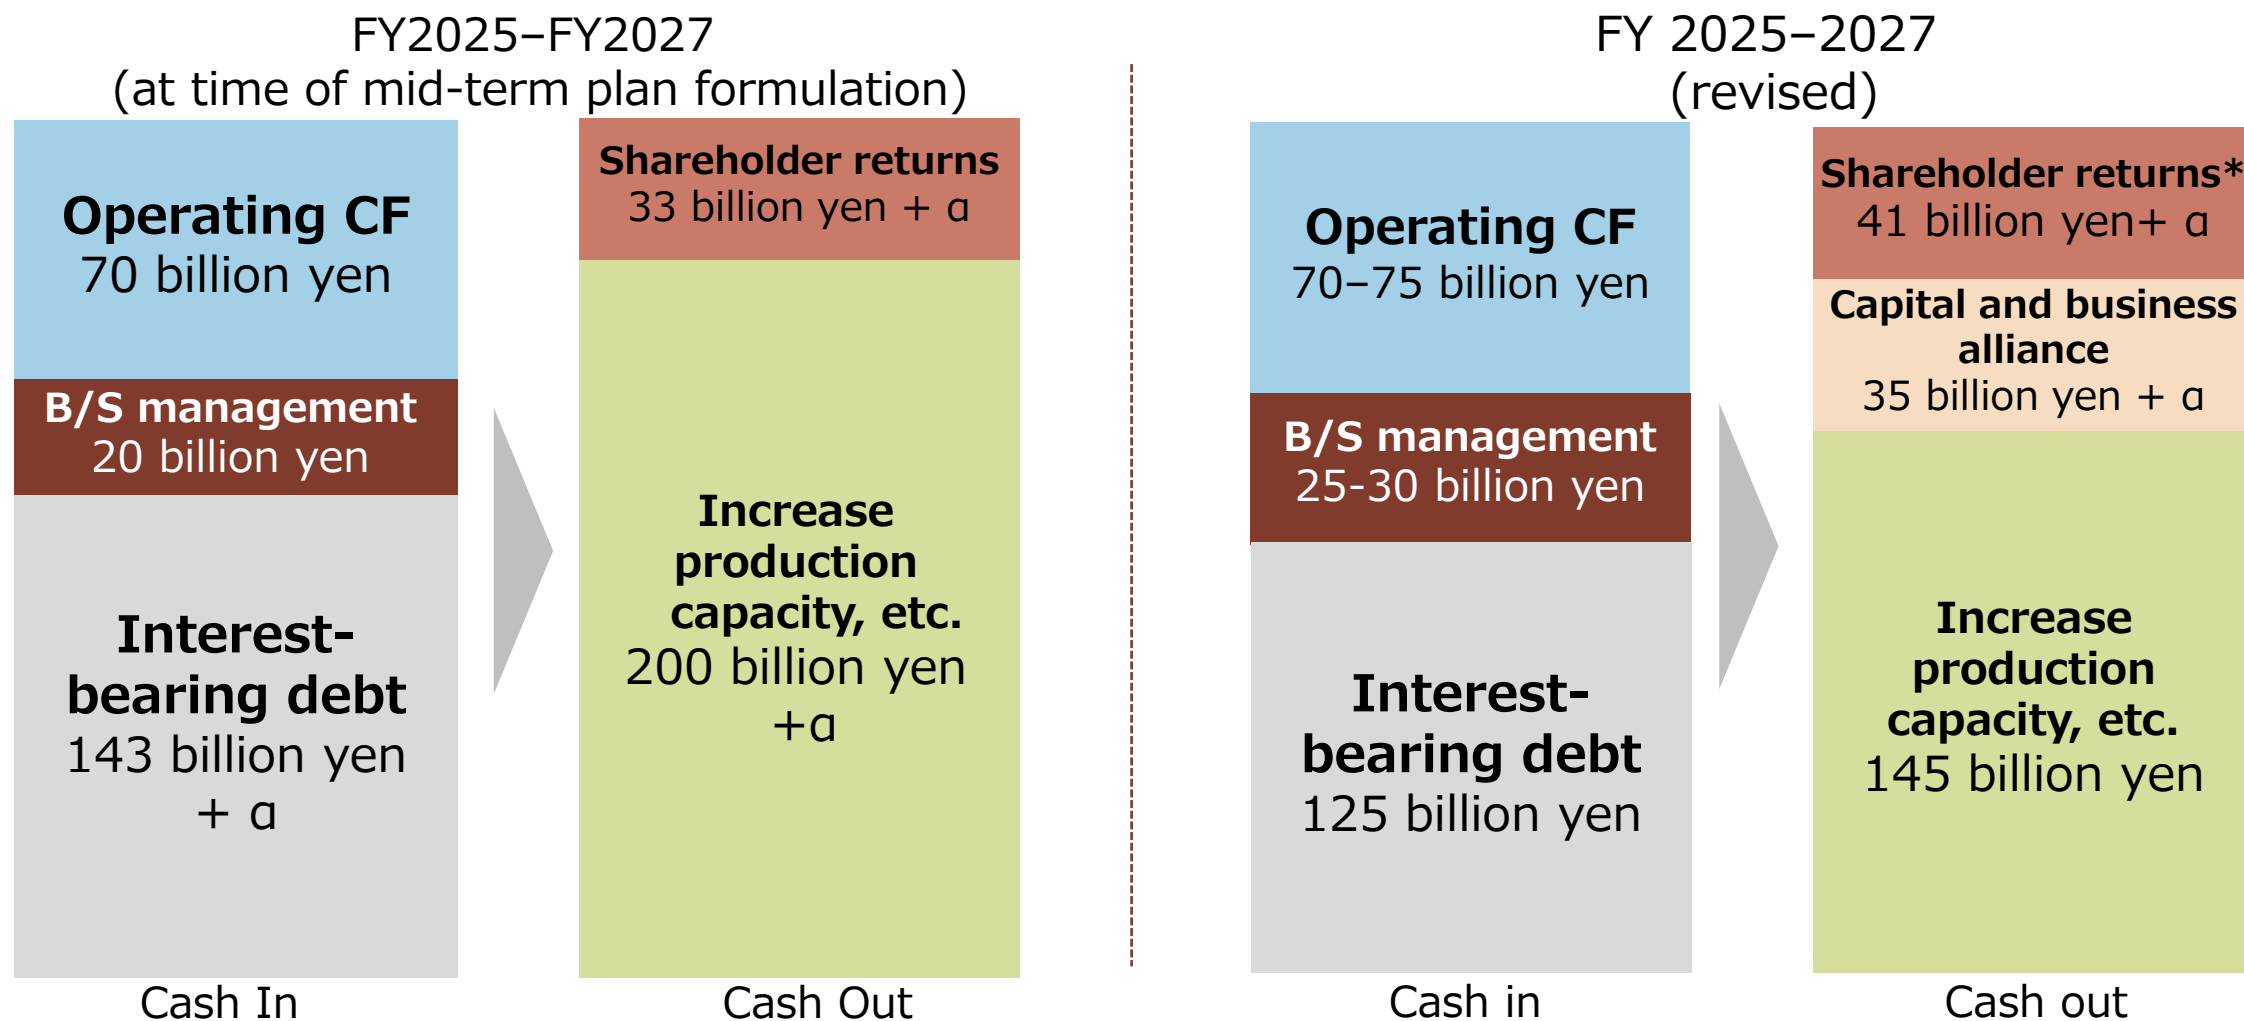 FY2025–FY2027
(at time of mid-term plan formulation)
Operating CF
70 billion yen
B/S management
20 billion yen
Interest-
bearing debt
143 billion yen
+ α
Cash In
Shareholder returns
33 billion yen + α
Increase
production
capacity, etc.
200 billion yen
+α
Cash Out
FY 2025–2027
(revised)
Operating CF
70–75 billion yen
B/S management
25-30 billion yen
Interest-
bearing debt
125 billion yen
Cash in
Shareholder returns*
41 billion yen+ α
Capital and business
alliance
35 billion yen + α
Increase
production
capacity, etc.
145 billion yen
Cash out